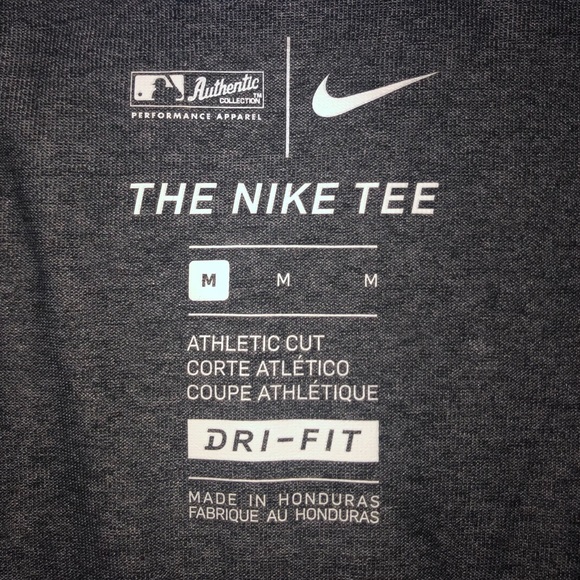 Authentic
COLLECTION™
PERFORMANCE APPAREL
THE NIKE TEE
M M M
ATHLETIC CUT
CORTE ATLÉTICO
COUPE ATHLÉTIQUE
DRI-FIT
MADE IN HONDURAS
FABRIQUE AU HONDURAS